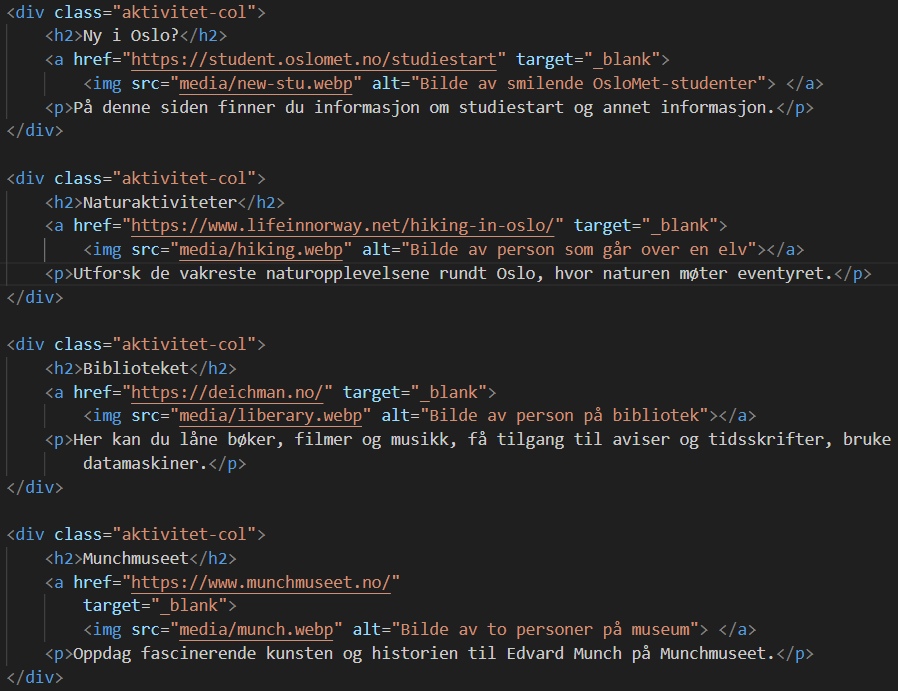 <div class="aktivitet-col">
    <h2>Ny i Oslo?</h2>
    <a href="https://student.oslomet.no/studiestart" target="_blank">
        <img src="media/new-stu.webp" alt="Bilde av smilende OsloMet-studenter"> </a>
    <p>På denne siden finner du informasjon om studiestart og annet informasjon.</p>
</div>

<div class="aktivitet-col">
    <h2>Naturaktiviteter</h2>
    <a href="https://www.lifeinnorway.net/hiking-in-oslo/" target="_blank">
        <img src="media/hiking.webp" alt="Bilde av person som går over en elv"></a>
    <p>Utforsk de vakreste naturopplevelsene rundt Oslo, hvor naturen møter eventyret.</p>
</div>

<div class="aktivitet-col">
    <h2>Biblioteket</h2>
    <a href="https://deichman.no/" target="_blank">
        <img src="media/liberary.webp" alt="Bilde av person på bibliotek"></a>
    <p>Her kan du låne bøker, filmer og musikk, få tilgang til aviser og tidsskrifter, bruke
        datamaskiner.</p>
</div>

<div class="aktivitet-col">
    <h2>Munchmuseet</h2>
    <a href="https://www.munchmuseet.no/"
        target="_blank">
        <img src="media/munch.webp" alt="Bilde av to personer på museum"> </a>
    <p>Oppdag fascinerende kunsten og historien til Edvard Munch på Munchmuseet.</p>
</div>